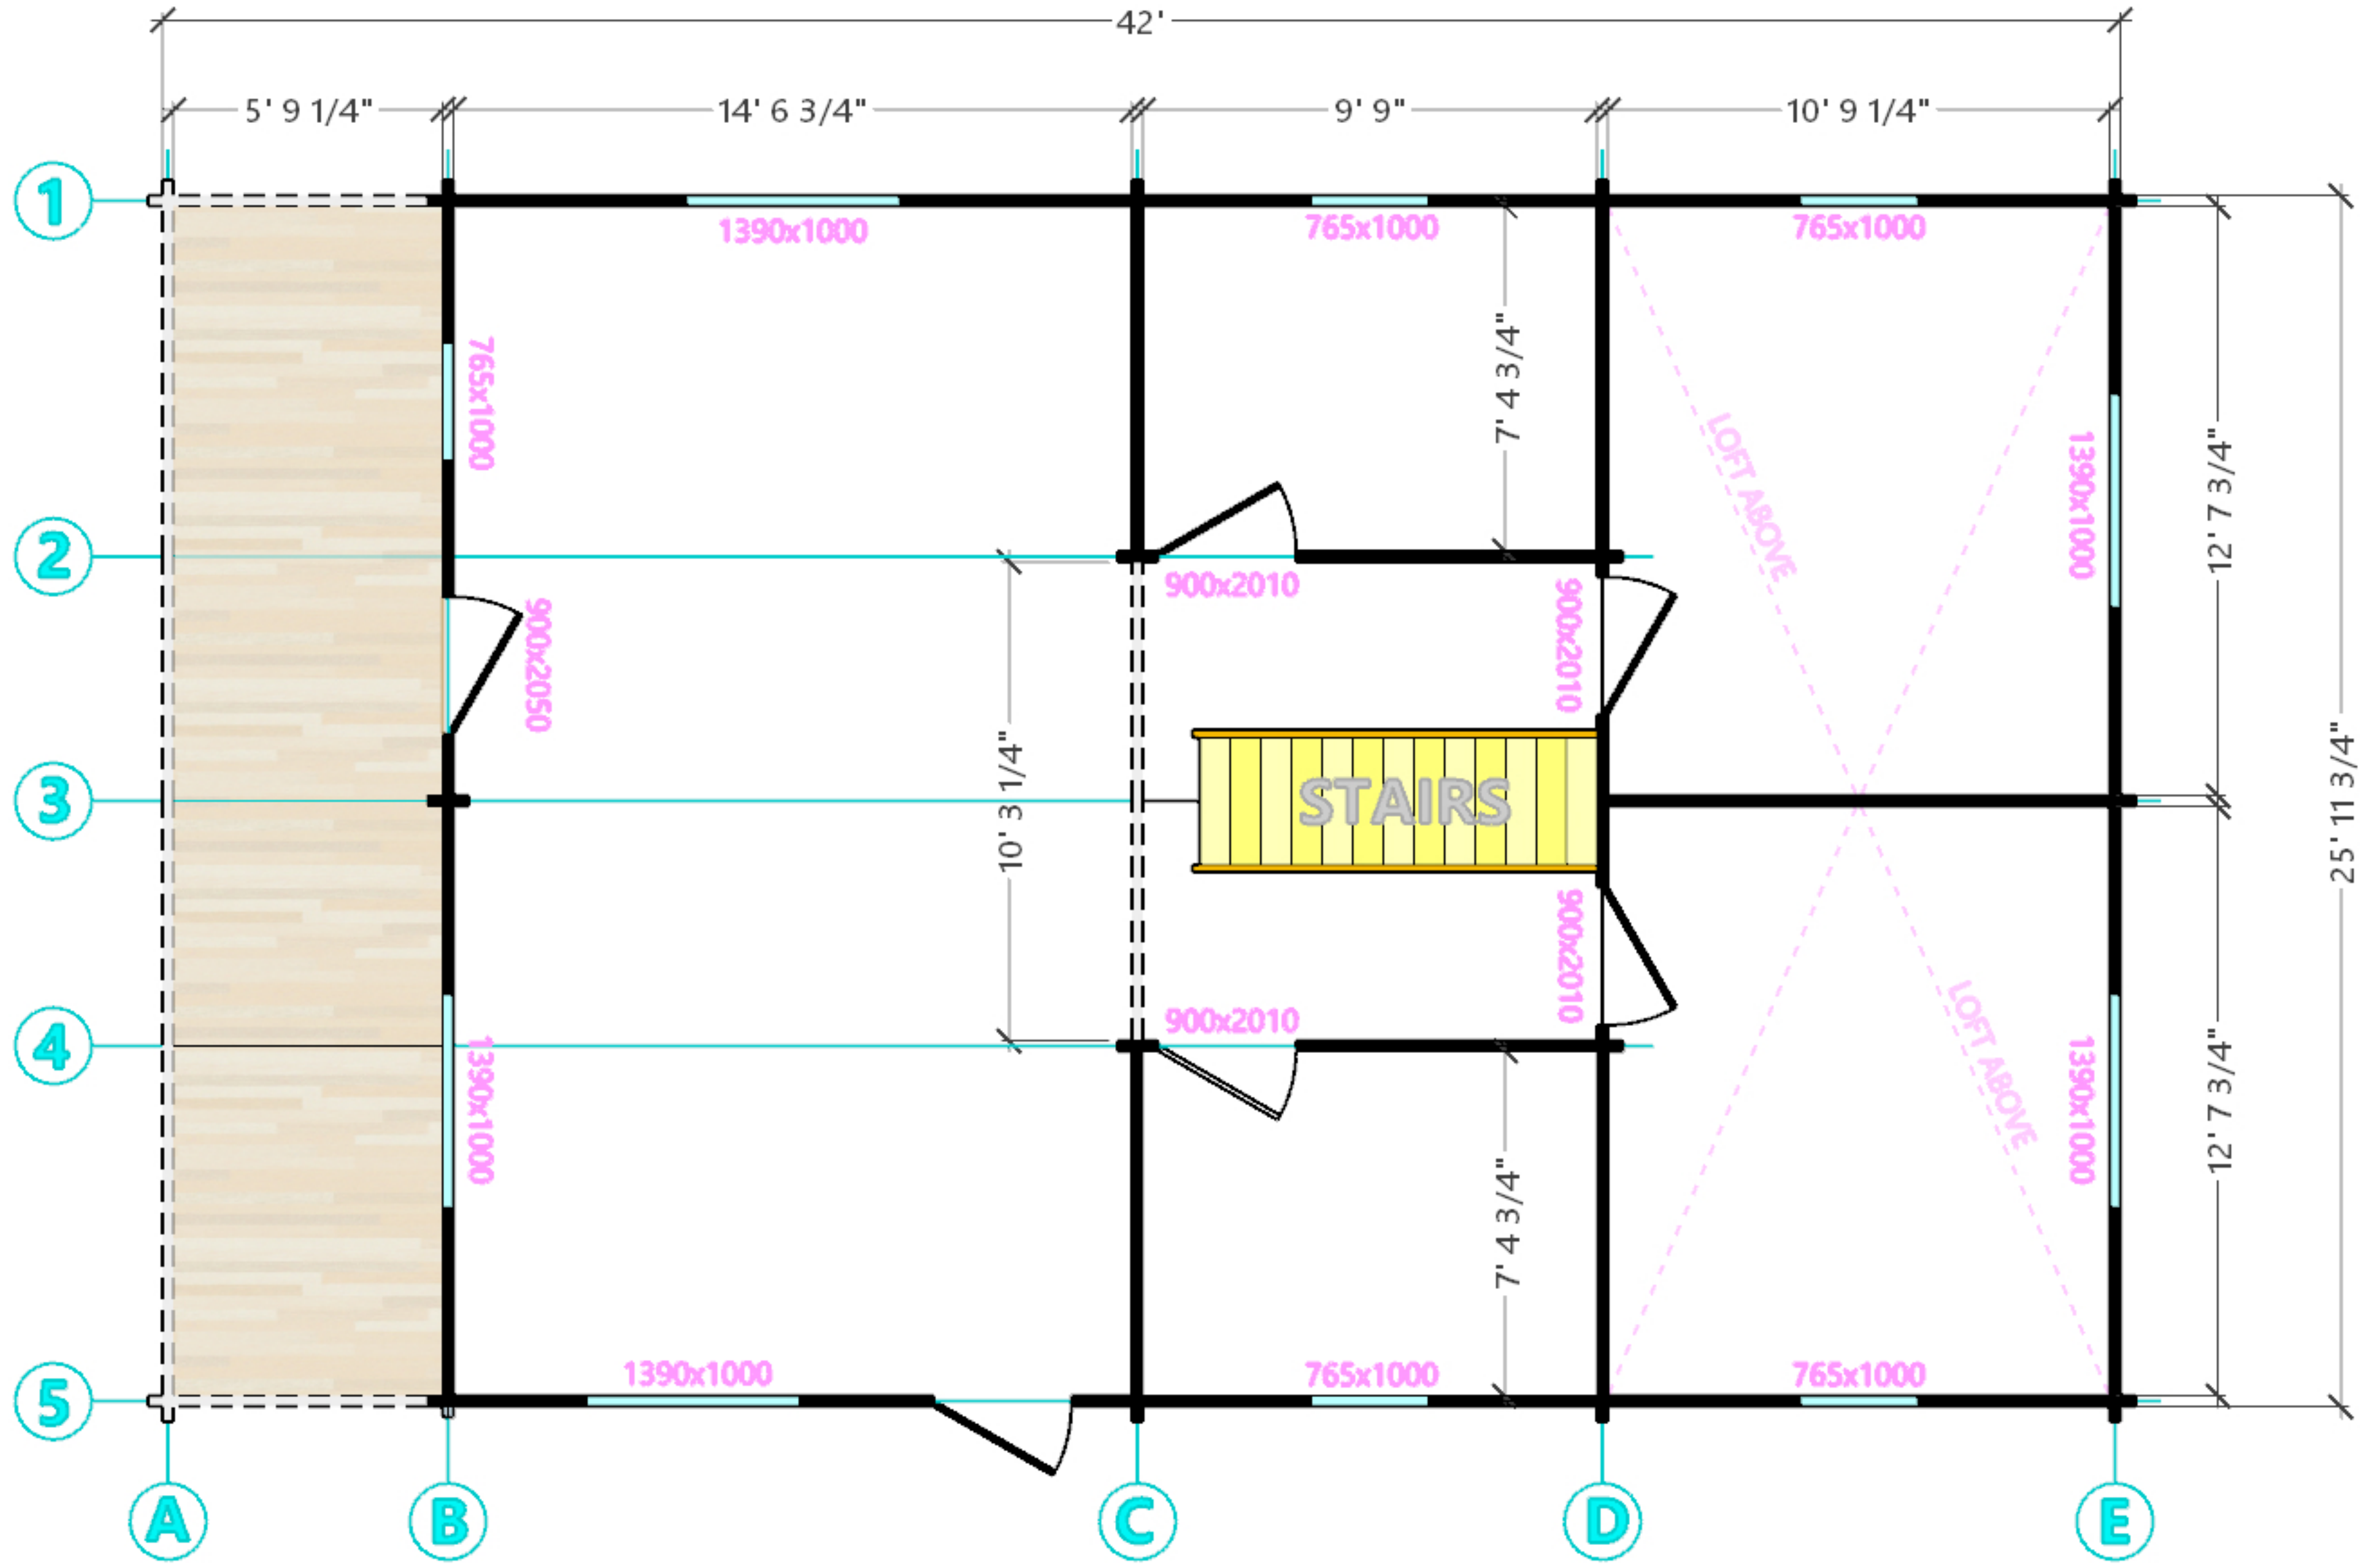 42'
5' 9 1/4"
14' 6 3/4"
9' 9"
10' 9 1/4"
1
1390x1000
765x1000
765x1000
765x1000
7' 4 3/4"
LOFT ABOVE
1390x1000
12' 7 3/4"
2
900x2010
900x2010
900x2050
3
10' 3 1/4"
STAIRS
25' 11 3/4"
900x2010
900x2010
4
1390x1000
7' 4 3/4"
LOFT ABOVE
1390x1000
12' 7 3/4"
1390x1000
765x1000
765x1000
5
A
B
C
D
E